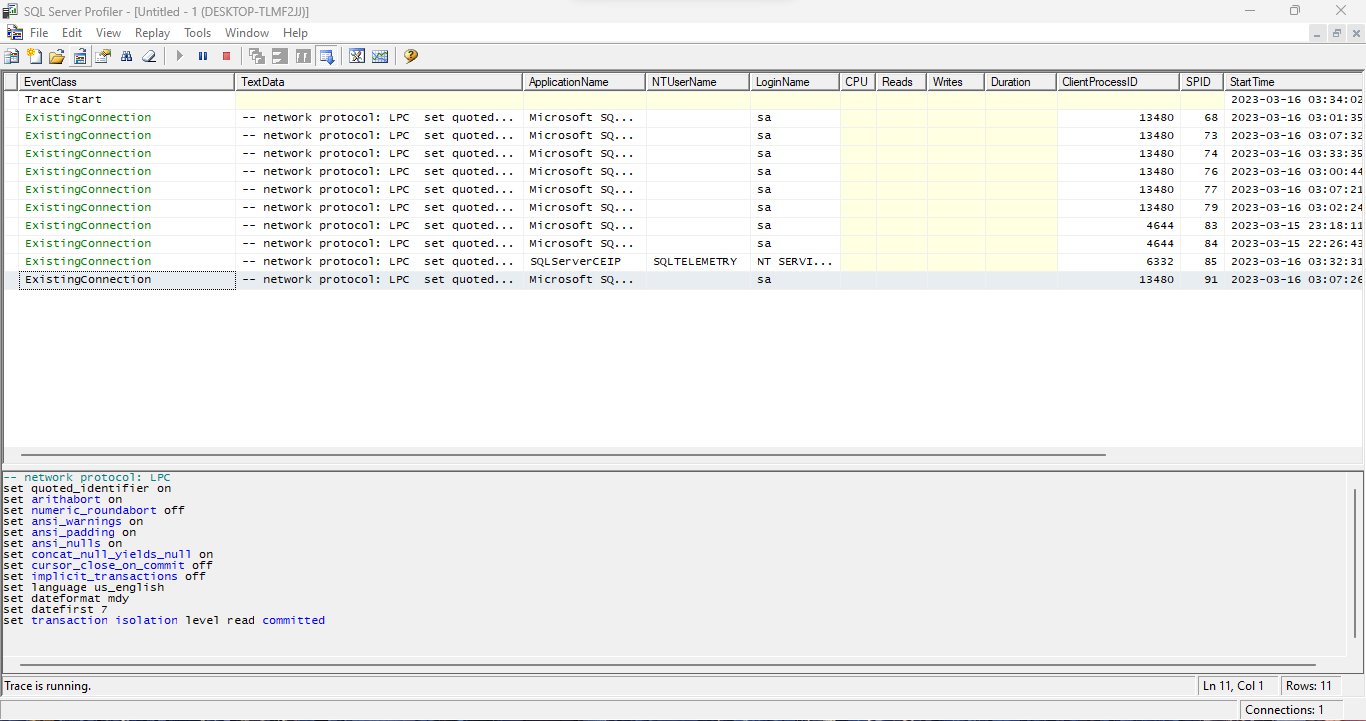 SQL Server Profiler - [Untitled - 1 (DESKTOP-TLMF2JJ)]
File Edit View Replay Tools Window Help
EventClass TextData ApplicationName NTUserName LoginName CPU Reads Writes Duration ClientProcessID SPID StartTime
Trace Start 2023-03-16 03:34:02
ExistingConnection -- network protocol: LPC set quoted... Microsoft SQ... sa 13480 68 2023-03-16 03:01:35
ExistingConnection -- network protocol: LPC set quoted... Microsoft SQ... sa 13480 73 2023-03-16 03:07:32
ExistingConnection -- network protocol: LPC set quoted... Microsoft SQ... sa 13480 74 2023-03-16 03:33:35
ExistingConnection -- network protocol: LPC set quoted... Microsoft SQ... sa 13480 76 2023-03-16 03:00:44
ExistingConnection -- network protocol: LPC set quoted... Microsoft SQ... sa 13480 77 2023-03-16 03:07:21
ExistingConnection -- network protocol: LPC set quoted... Microsoft SQ... sa 13480 79 2023-03-16 03:02:24
ExistingConnection -- network protocol: LPC set quoted... Microsoft SQ... sa 4644 83 2023-03-15 23:18:11
ExistingConnection -- network protocol: LPC set quoted... Microsoft SQ... sa 4644 84 2023-03-15 22:26:43
ExistingConnection -- network protocol: LPC set quoted... SQLServerCEIP SQLTELEMETRY NT SERVI... 6332 85 2023-03-16 03:32:31
ExistingConnection -- network protocol: LPC set quoted... Microsoft SQ... sa 13480 91 2023-03-16 03:07:26
-- network protocol: LPC
set quoted_identifier on
set arithabort on
set numeric_roundabort off
set ansi_warnings on
set ansi_padding on
set ansi_nulls on
set concat_null_yields_null on
set cursor_close_on_commit off
set implicit_transactions off
set language us_english
set dateformat mdy
set datefirst 7
set transaction isolation level read committed
Trace is running. Ln 11, Col 1 Rows: 11
Connections: 1